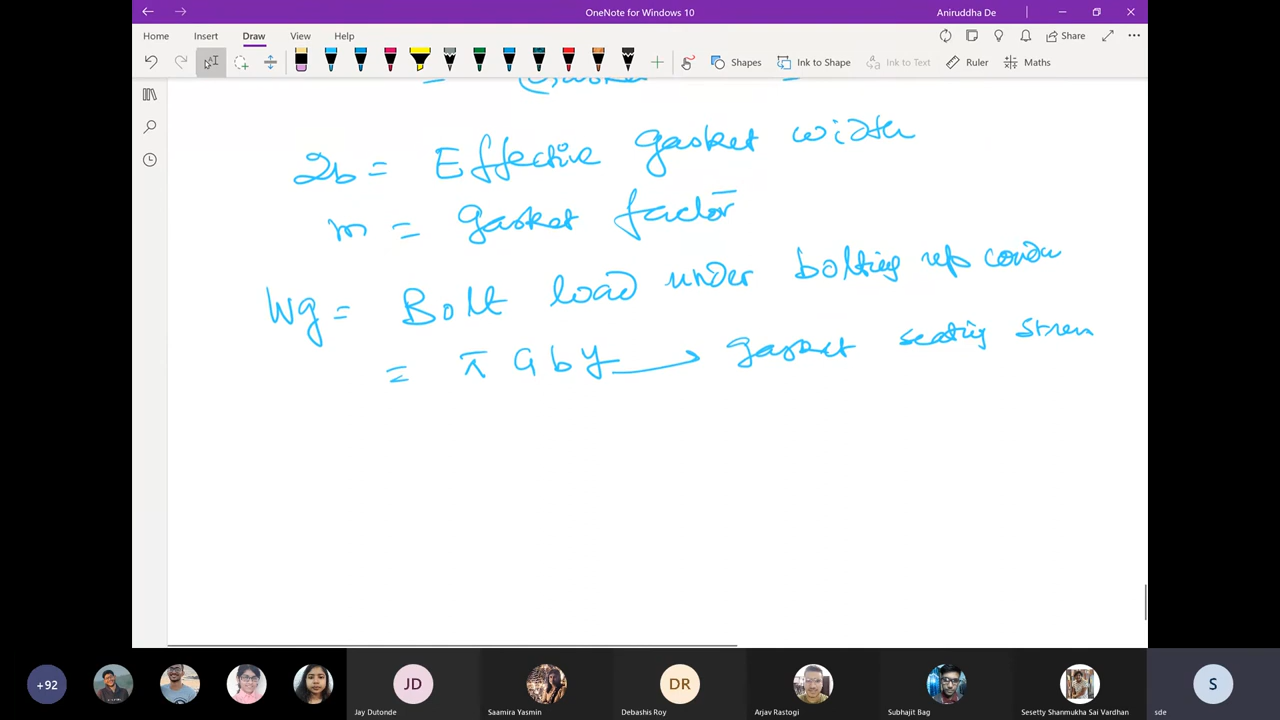 OneNote for Windows 10
Aniruddha De
Home Insert Draw View Help
Share
Shapes Ink to Shape Ink to Text Ruler Maths
2b = Effective gasket width
m = gasket factor
Wg = Bolt load under bolting up condn
= π G b y → gasket seating stress
+92
JD DR S
Jay Dutonde Saamira Yasmin Debashis Roy Arjav Rastogi Subhajit Bag Sesetty Shanmukha Sai Vardhan sde